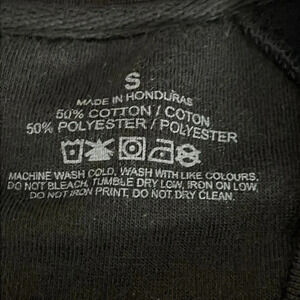 S
MADE IN HONDURAS
50% COTTON / COTON
50% POLYESTER / POLYESTER
MACHINE WASH COLD, WASH WITH LIKE COLOURS,
DO NOT BLEACH, TUMBLE DRY LOW, IRON ON LOW,
DO NOT IRON PRINT, DO NOT DRY CLEAN.